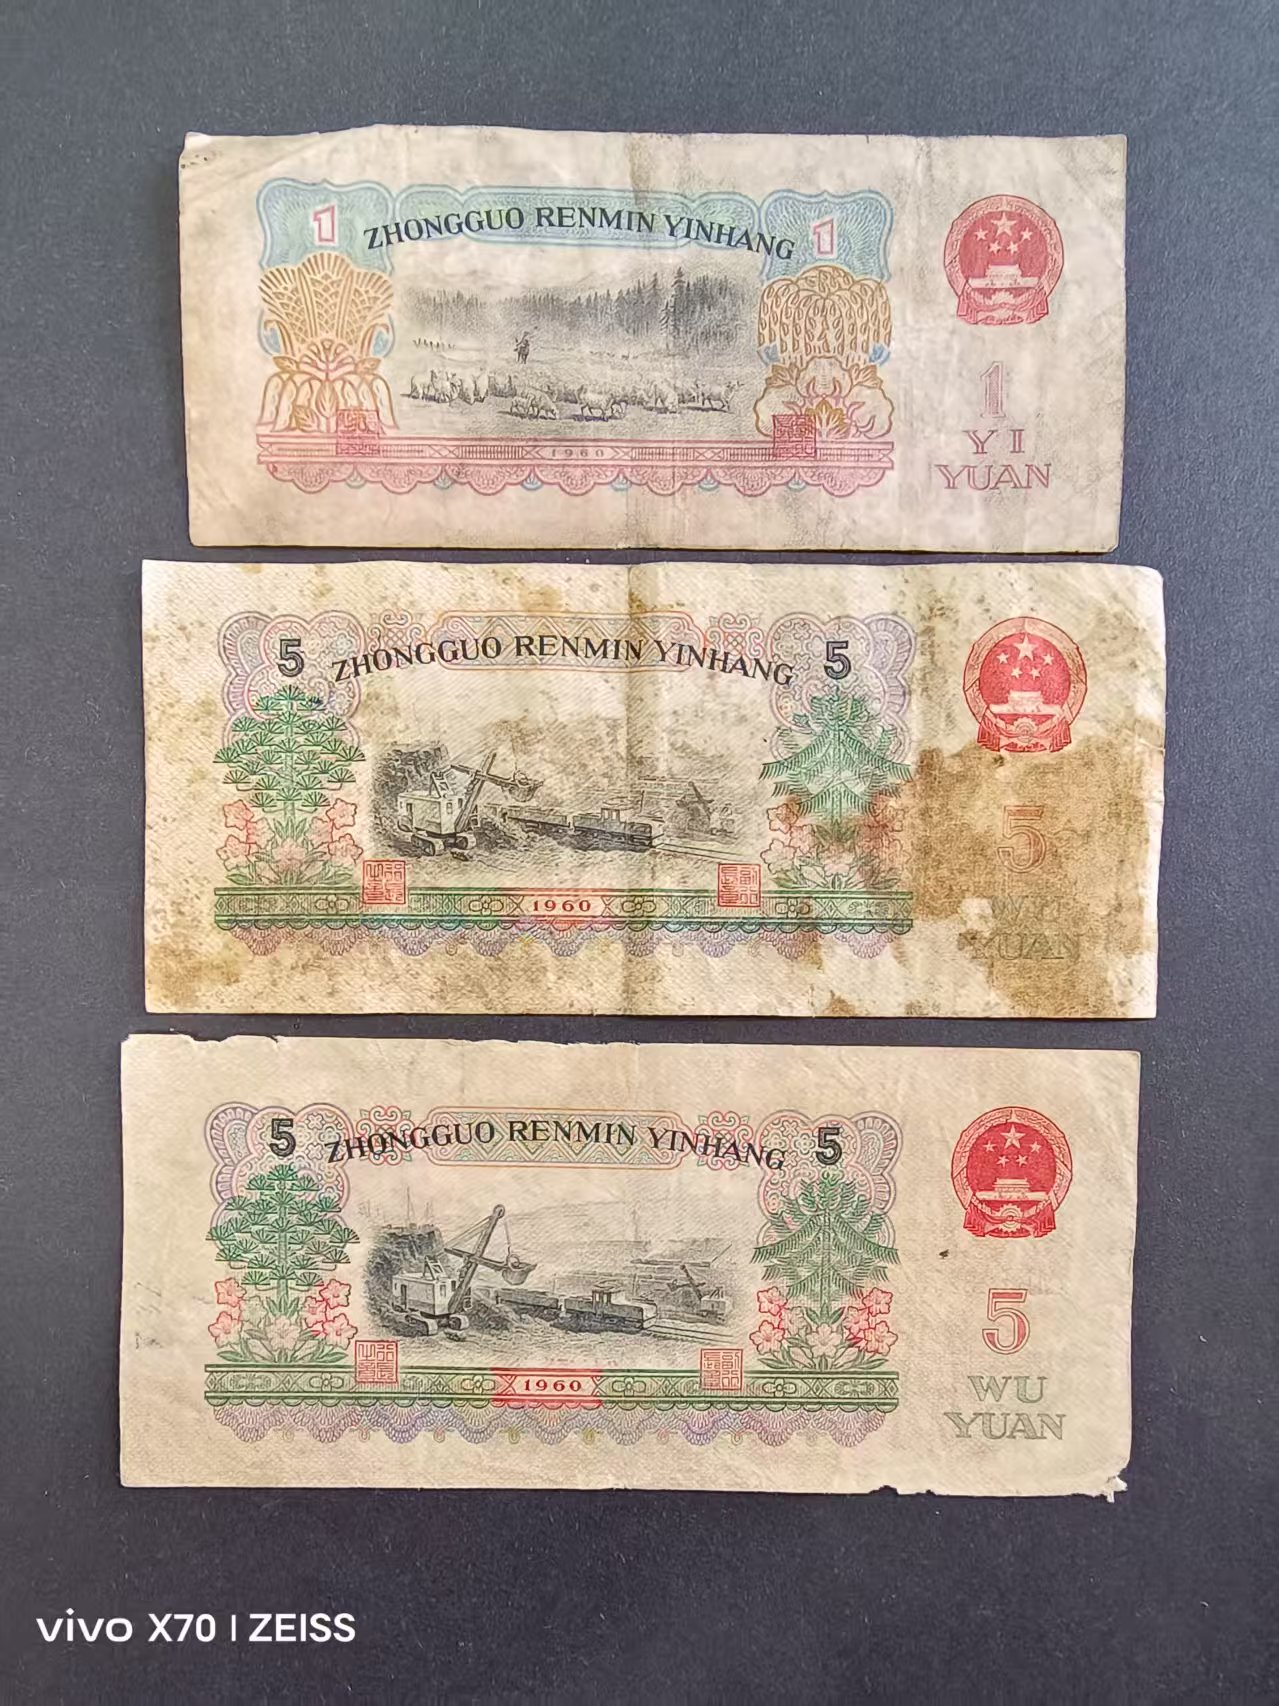 1 ZHONGGUO RENMIN YINHANG 1
1960
1
YI
YUAN
5 ZHONGGUO RENMIN YINHANG 5
1960
5
WU
YUAN
5 ZHONGGUO RENMIN YINHANG 5
1960
5
WU
YUAN
vivo X70 | ZEISS